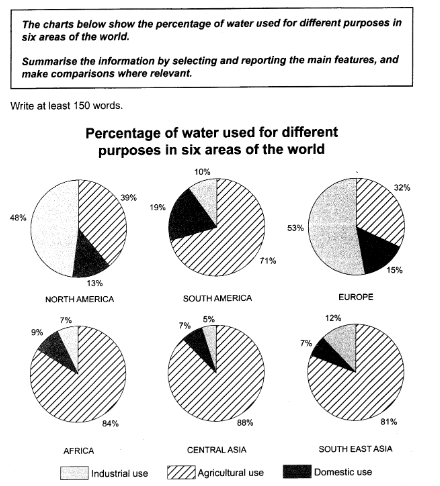 The charts below show the percentage of water used for different purposes in
six areas of the world.
Summarise the information by selecting and reporting the main features, and
make comparisons where relevant.
Write at least 150 words.
Percentage of water used for different
purposes in six areas of the world
48%
39%
13%
NORTH AMERICA
10%
19%
71%
SOUTH AMERICA
32%
53%
15%
EUROPE
7%
9%
84%
AFRICA
5%
7%
88%
CENTRAL ASIA
12%
7%
81%
SOUTH EAST ASIA
Industrial use
Agricultural use
Domestic use